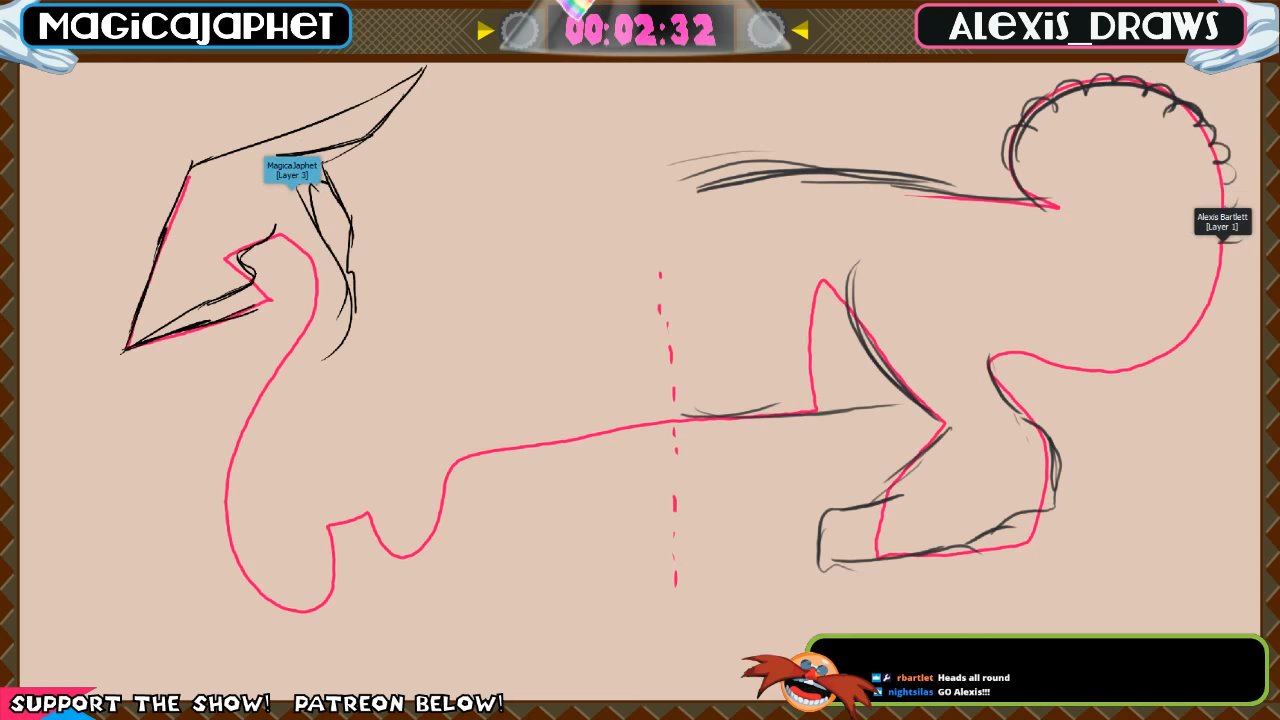 MAGICAJAPHET
00:02:32
ALEXIS_DRAWS
MagicaJaphet
[Layer 3]
Alexis Bartlett
[Layer 1]
rbartlet Heads all round
nightsilas GO Alexis!!!
SUPPORT THE SHOW! PATREON BELOW!